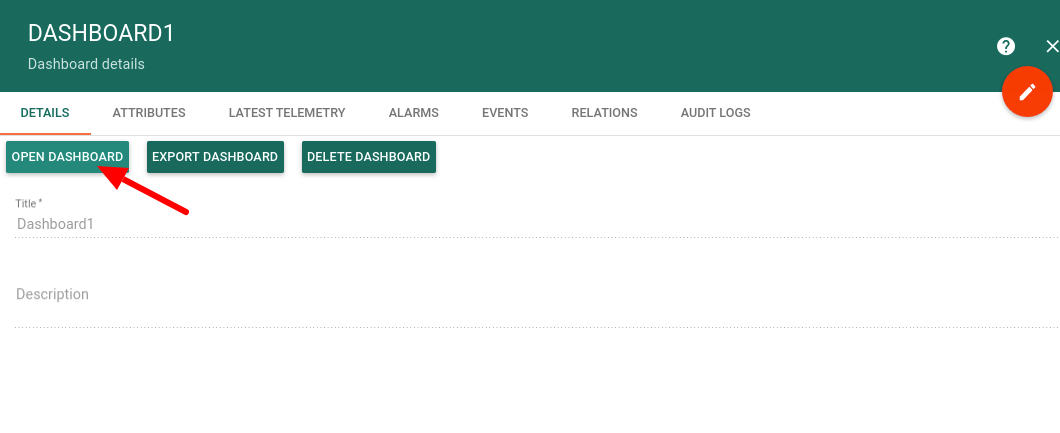 DASHBOARD1
Dashboard details
DETAILS ATTRIBUTES LATEST TELEMETRY ALARMS EVENTS RELATIONS AUDIT LOGS
OPEN DASHBOARD EXPORT DASHBOARD DELETE DASHBOARD
Title *
Dashboard1
Description